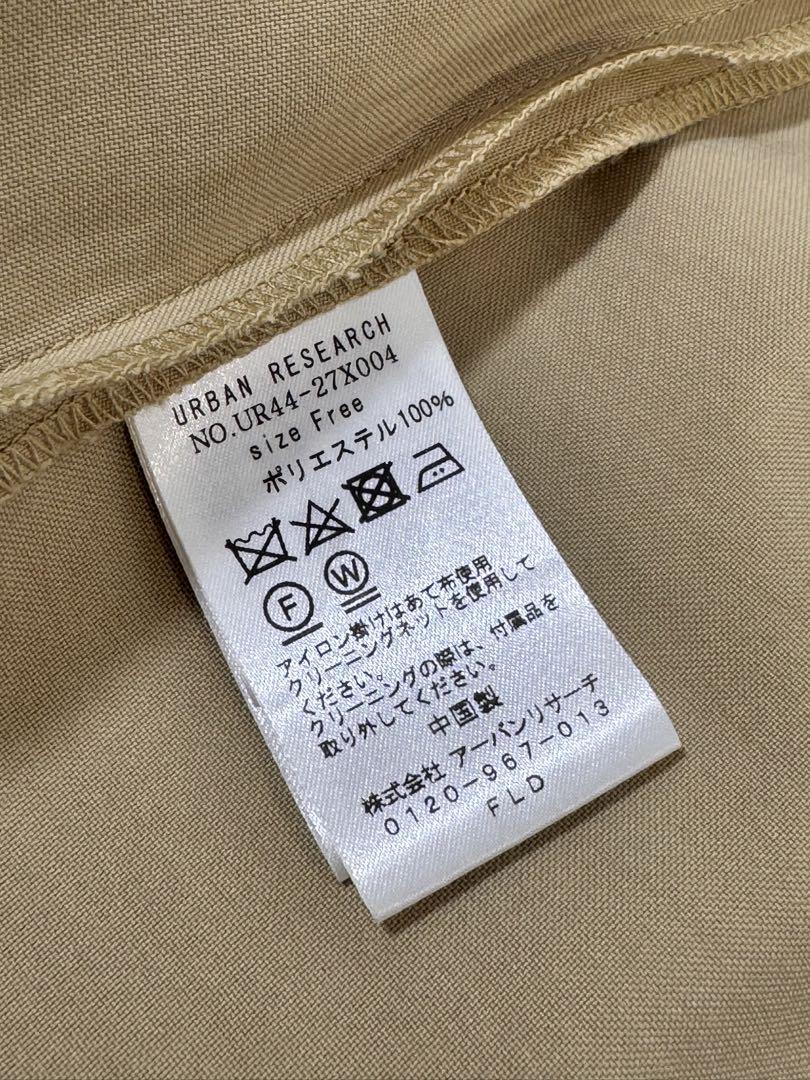 URBAN RESEARCH
NO.UR44-27X004
size Free
ポリエステル100%
F W
アイロン掛けはあて布使用
クリーニングネットを使用して
ください。
クリーニングの際は、付属品を
取り外してください。
中国製
株式会社 アーバンリサーチ
0120-967-013
FLD